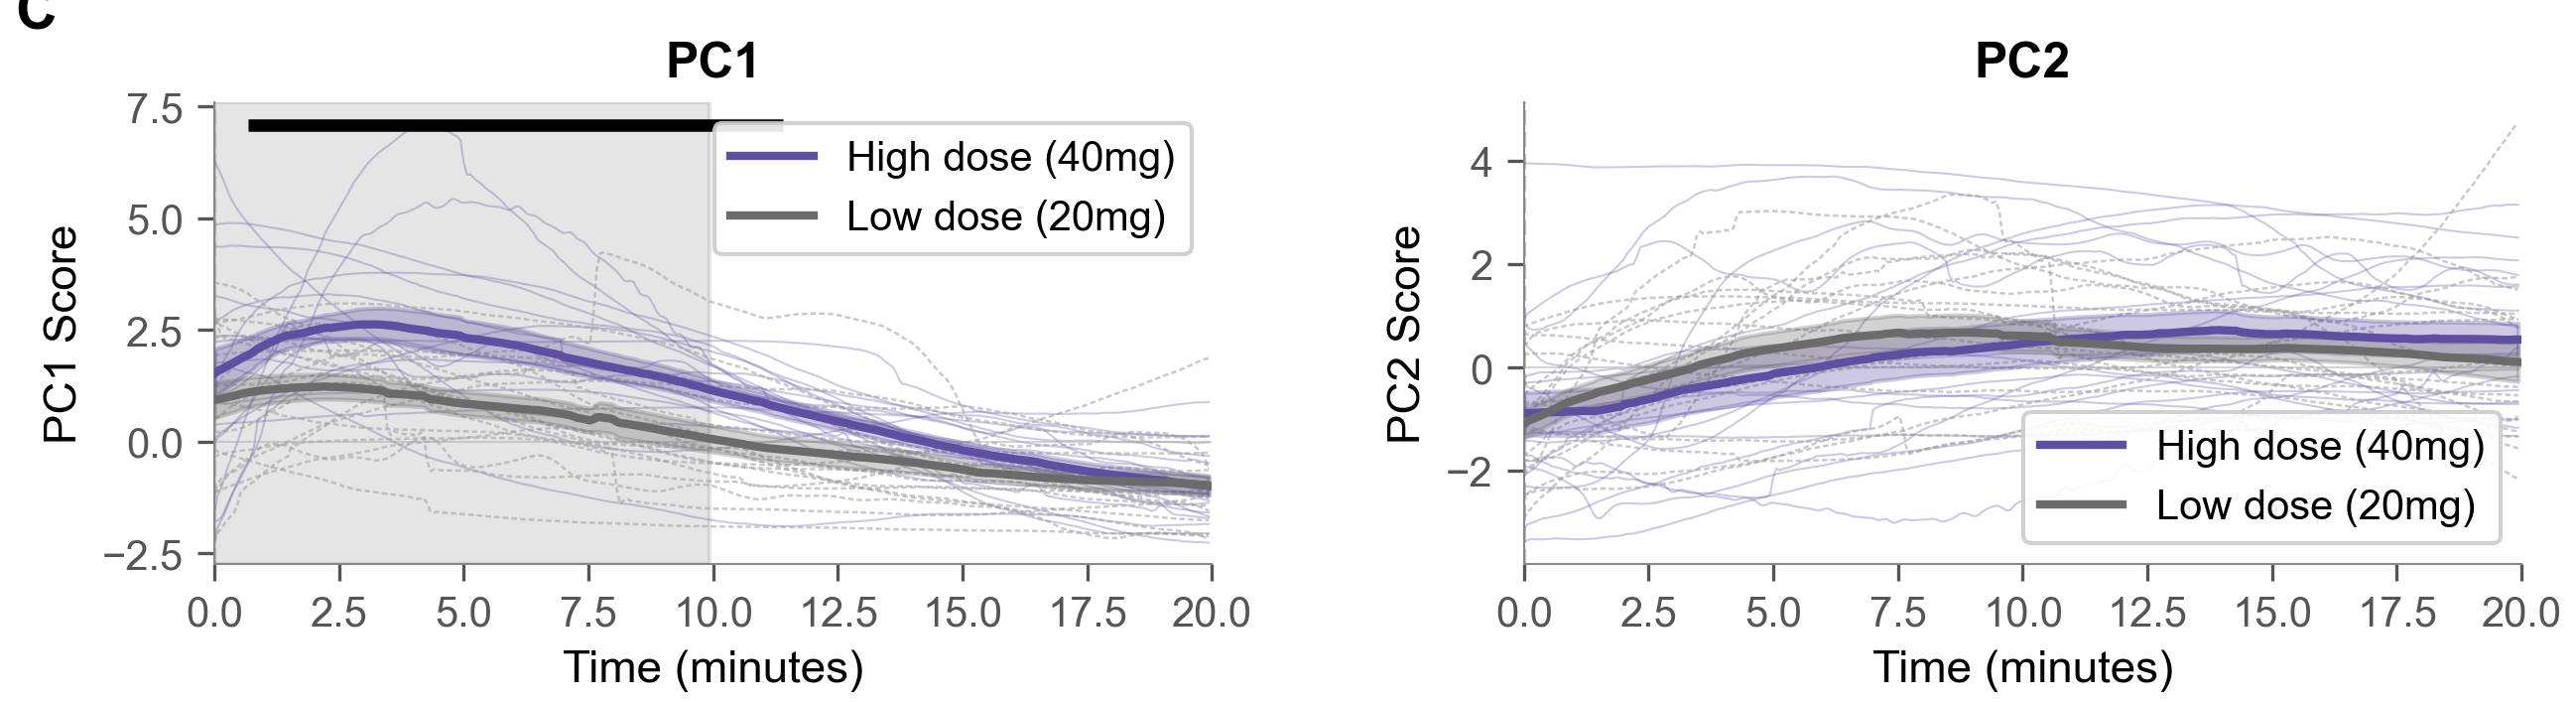 C
PC1
PC1 Score
7.5
5.0
2.5
0.0
−2.5
High dose (40mg)
Low dose (20mg)
0.0 2.5 5.0 7.5 10.0 12.5 15.0 17.5 20.0
Time (minutes)
PC2
PC2 Score
4
2
0
−2
High dose (40mg)
Low dose (20mg)
0.0 2.5 5.0 7.5 10.0 12.5 15.0 17.5 20.0
Time (minutes)